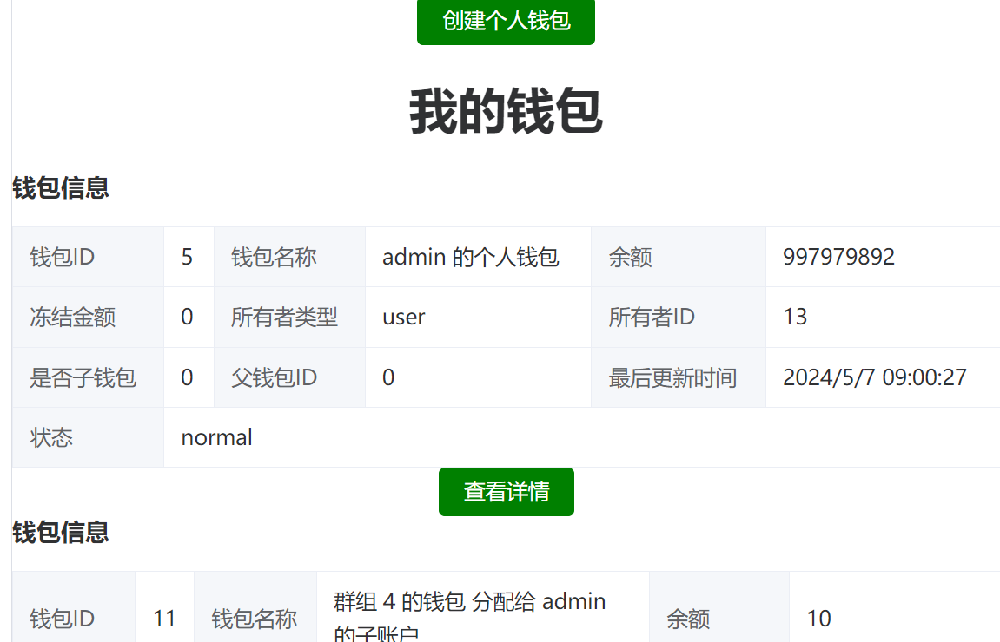 创建个人钱包
我的钱包
钱包信息
钱包ID 5 钱包名称 admin 的个人钱包 余额 997979892
冻结金额 0 所有者类型 user 所有者ID 13
是否子钱包 0 父钱包ID 0 最后更新时间 2024/5/7 09:00:27
状态 normal
查看详情
钱包信息
钱包ID 11 钱包名称 群组 4 的钱包 分配给 admin 余额 10
的子账户